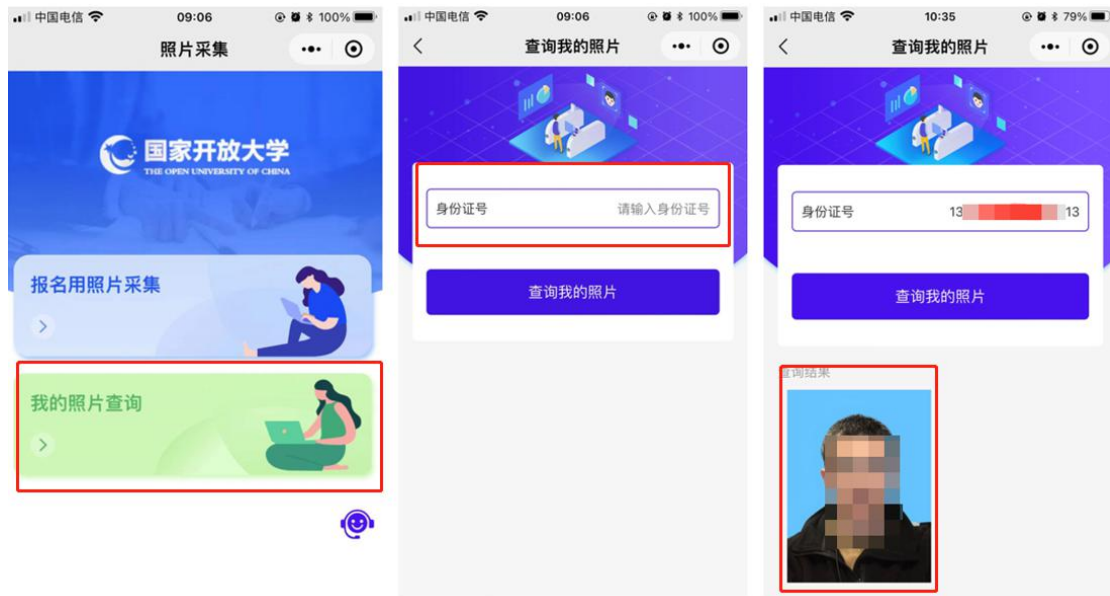 中国电信
09:06
100%
照片采集
国家开放大学
THE OPEN UNIVERSITY OF CHINA
报名用照片采集
我的照片查询
中国电信
09:06
100%
查询我的照片
身份证号
请输入身份证号
查询我的照片
中国电信
10:35
79%
查询我的照片
身份证号
13
13
查询我的照片
查询结果